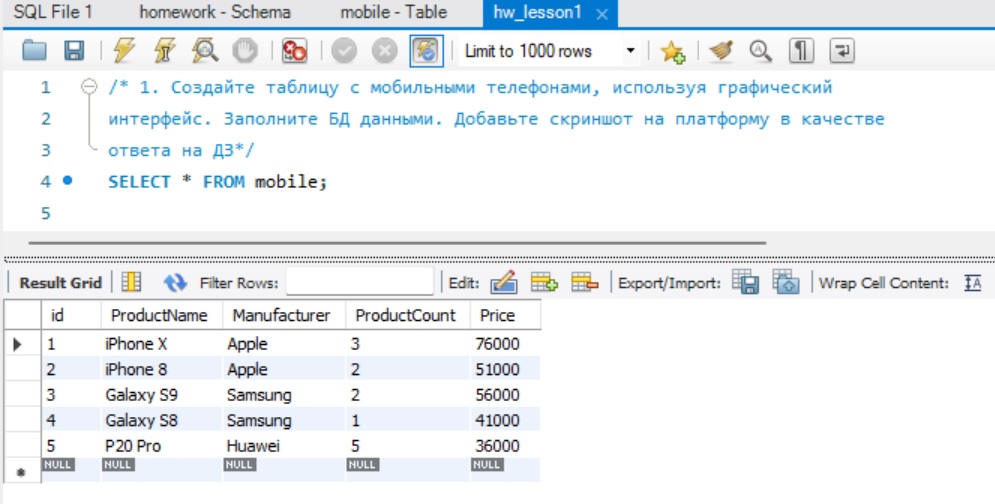 SQL File 1 homework - Schema mobile - Table hw_lesson1
Limit to 1000 rows
1 /* 1. Создайте таблицу с мобильными телефонами, используя графический
2 интерфейс. Заполните БД данными. Добавьте скриншот на платформу в качестве
3 ответа на ДЗ*/
4 SELECT * FROM mobile;
5
Result Grid Filter Rows: Edit: Export/Import: Wrap Cell Content:
id ProductName Manufacturer ProductCount Price
1 iPhone X Apple 3 76000
2 iPhone 8 Apple 2 51000
3 Galaxy S9 Samsung 2 56000
4 Galaxy S8 Samsung 1 41000
5 P20 Pro Huawei 5 36000
NULL NULL NULL NULL NULL